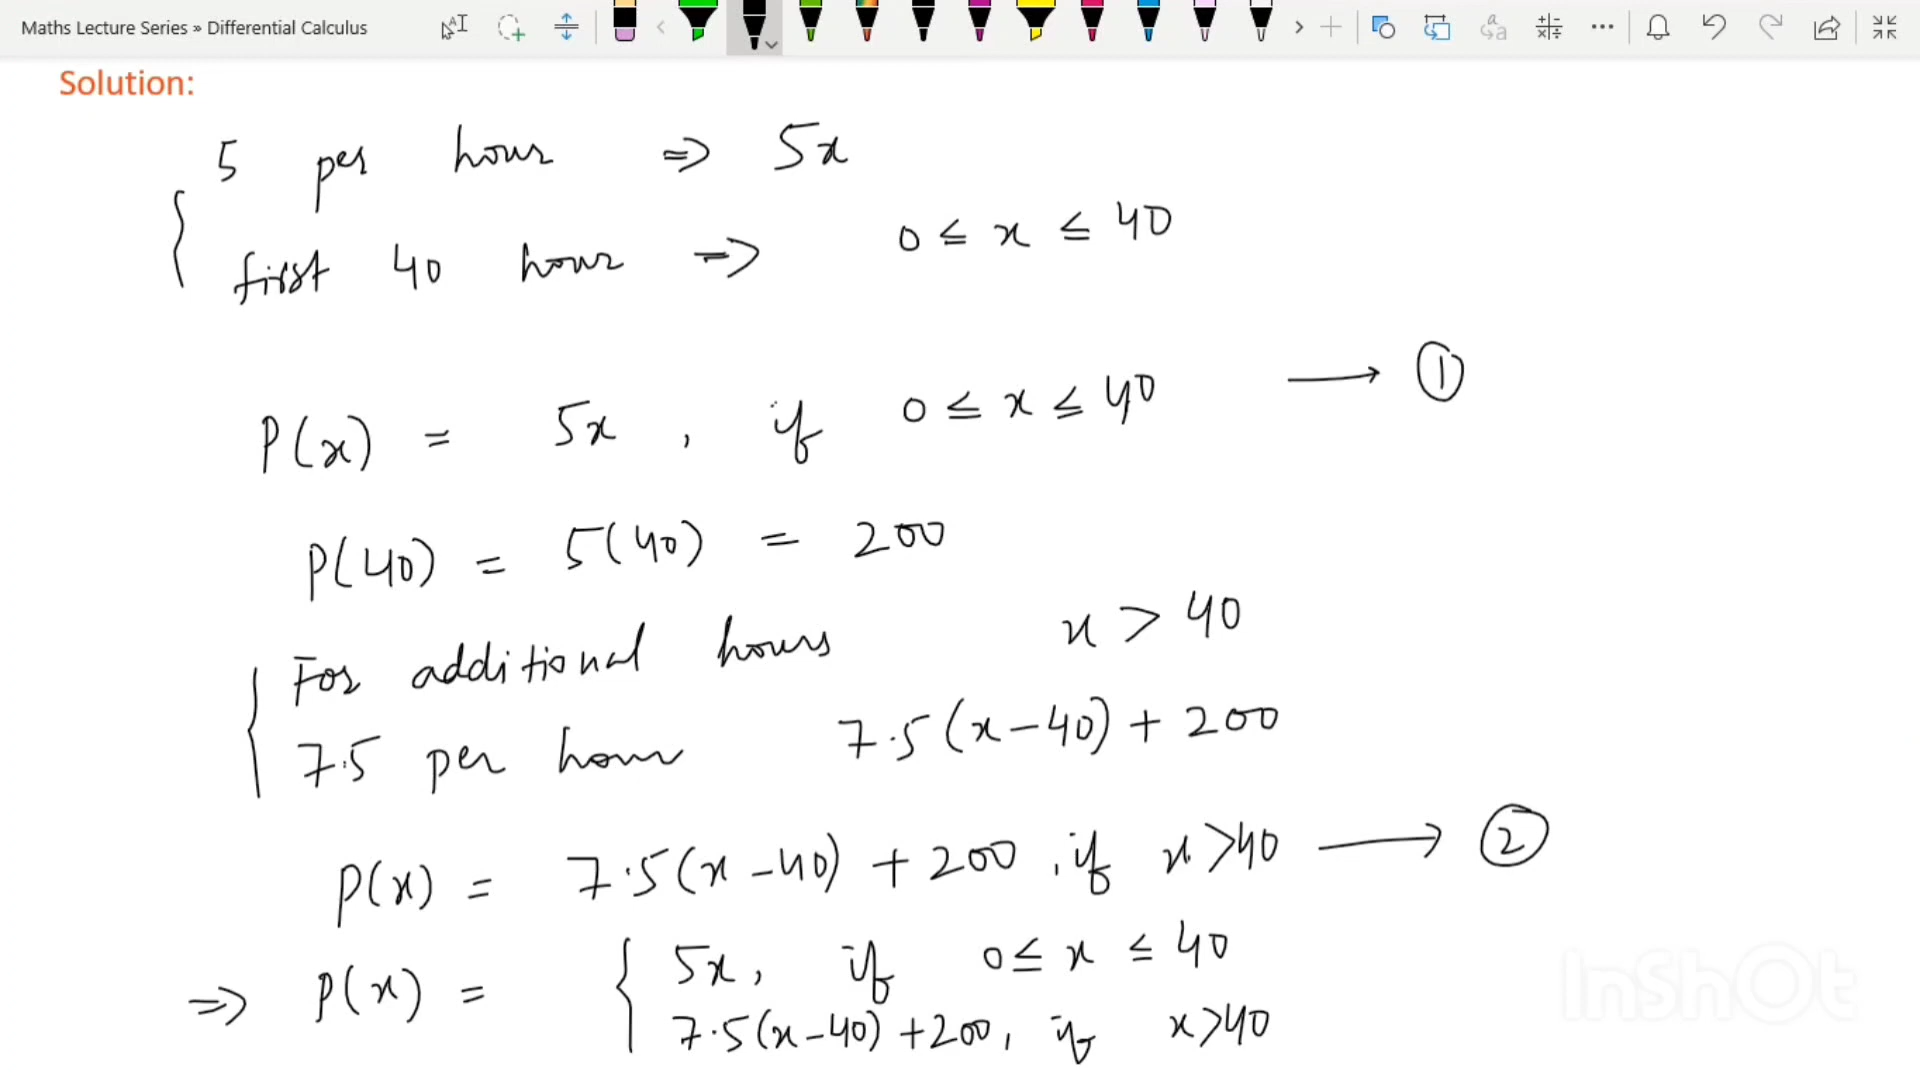 Maths Lecture Series » Differential Calculus
Solution:
5 per hour => 5x
first 40 hour => 0 ≤ x ≤ 40
P(x) = 5x , if 0 ≤ x ≤ 40 → ①
P(40) = 5(40) = 200
For additional hours x > 40
7.5 per hour 7.5(x-40) + 200
P(x) = 7.5(x-40) + 200 , if x > 40 → ②
=> P(x) = { 5x, if 0 ≤ x ≤ 40
7.5(x-40) + 200, if x > 40
InShOt